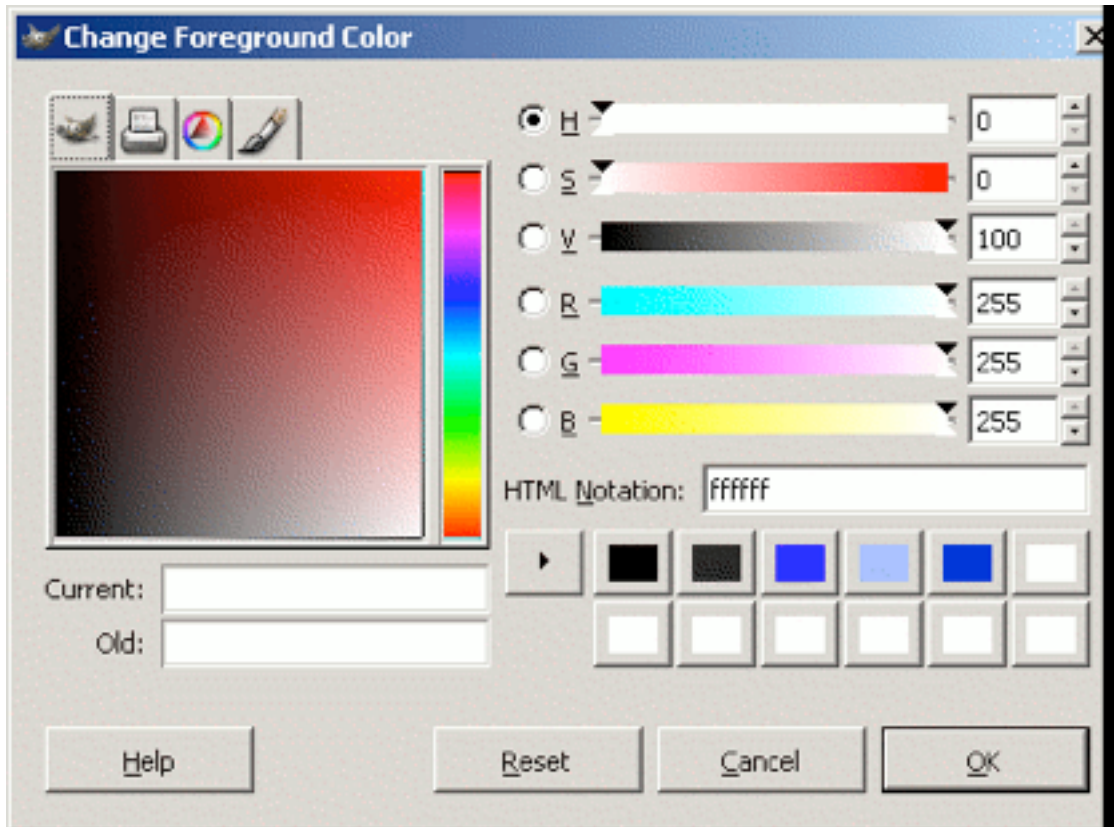 Change Foreground Color
H 0
S 0
V 100
R 255
G 255
B 255
HTML Notation: ffffff
Current:
Old:
Help Reset Cancel OK